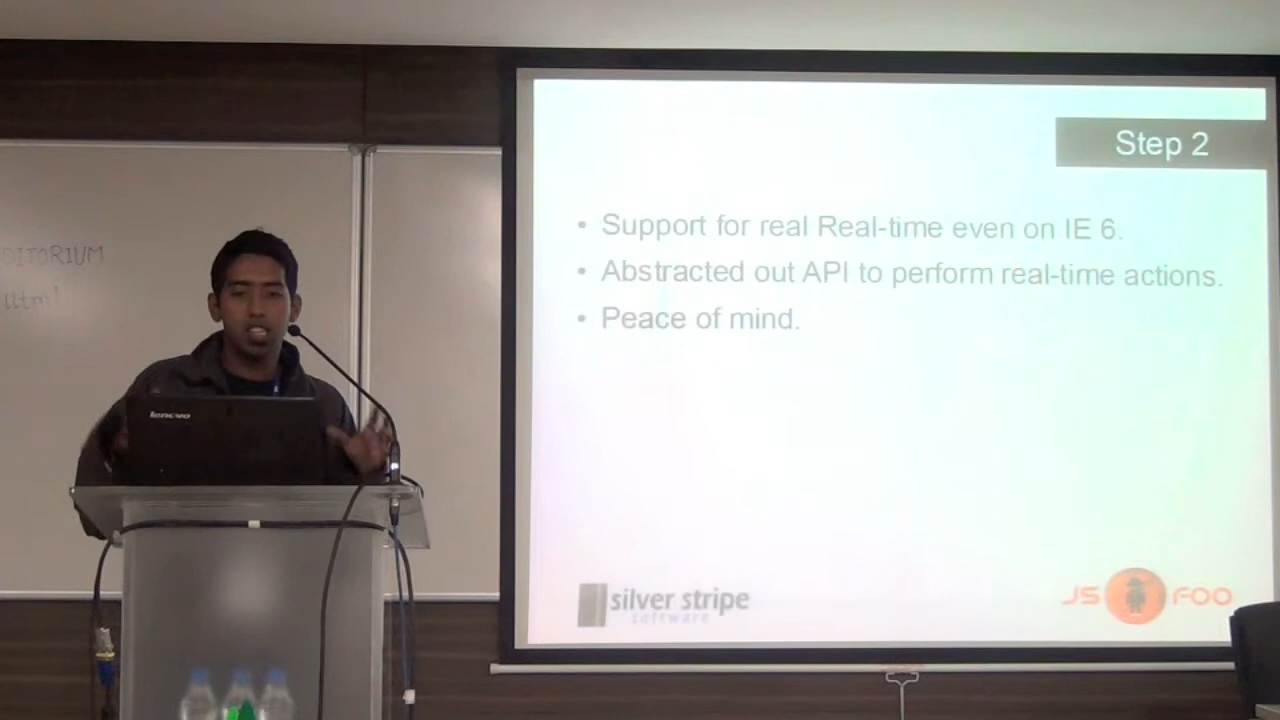 Step 2
• Support for real Real-time even on IE 6.
• Abstracted out API to perform real-time actions.
• Peace of mind.
silver stripe
software
JS FOO
lenovo